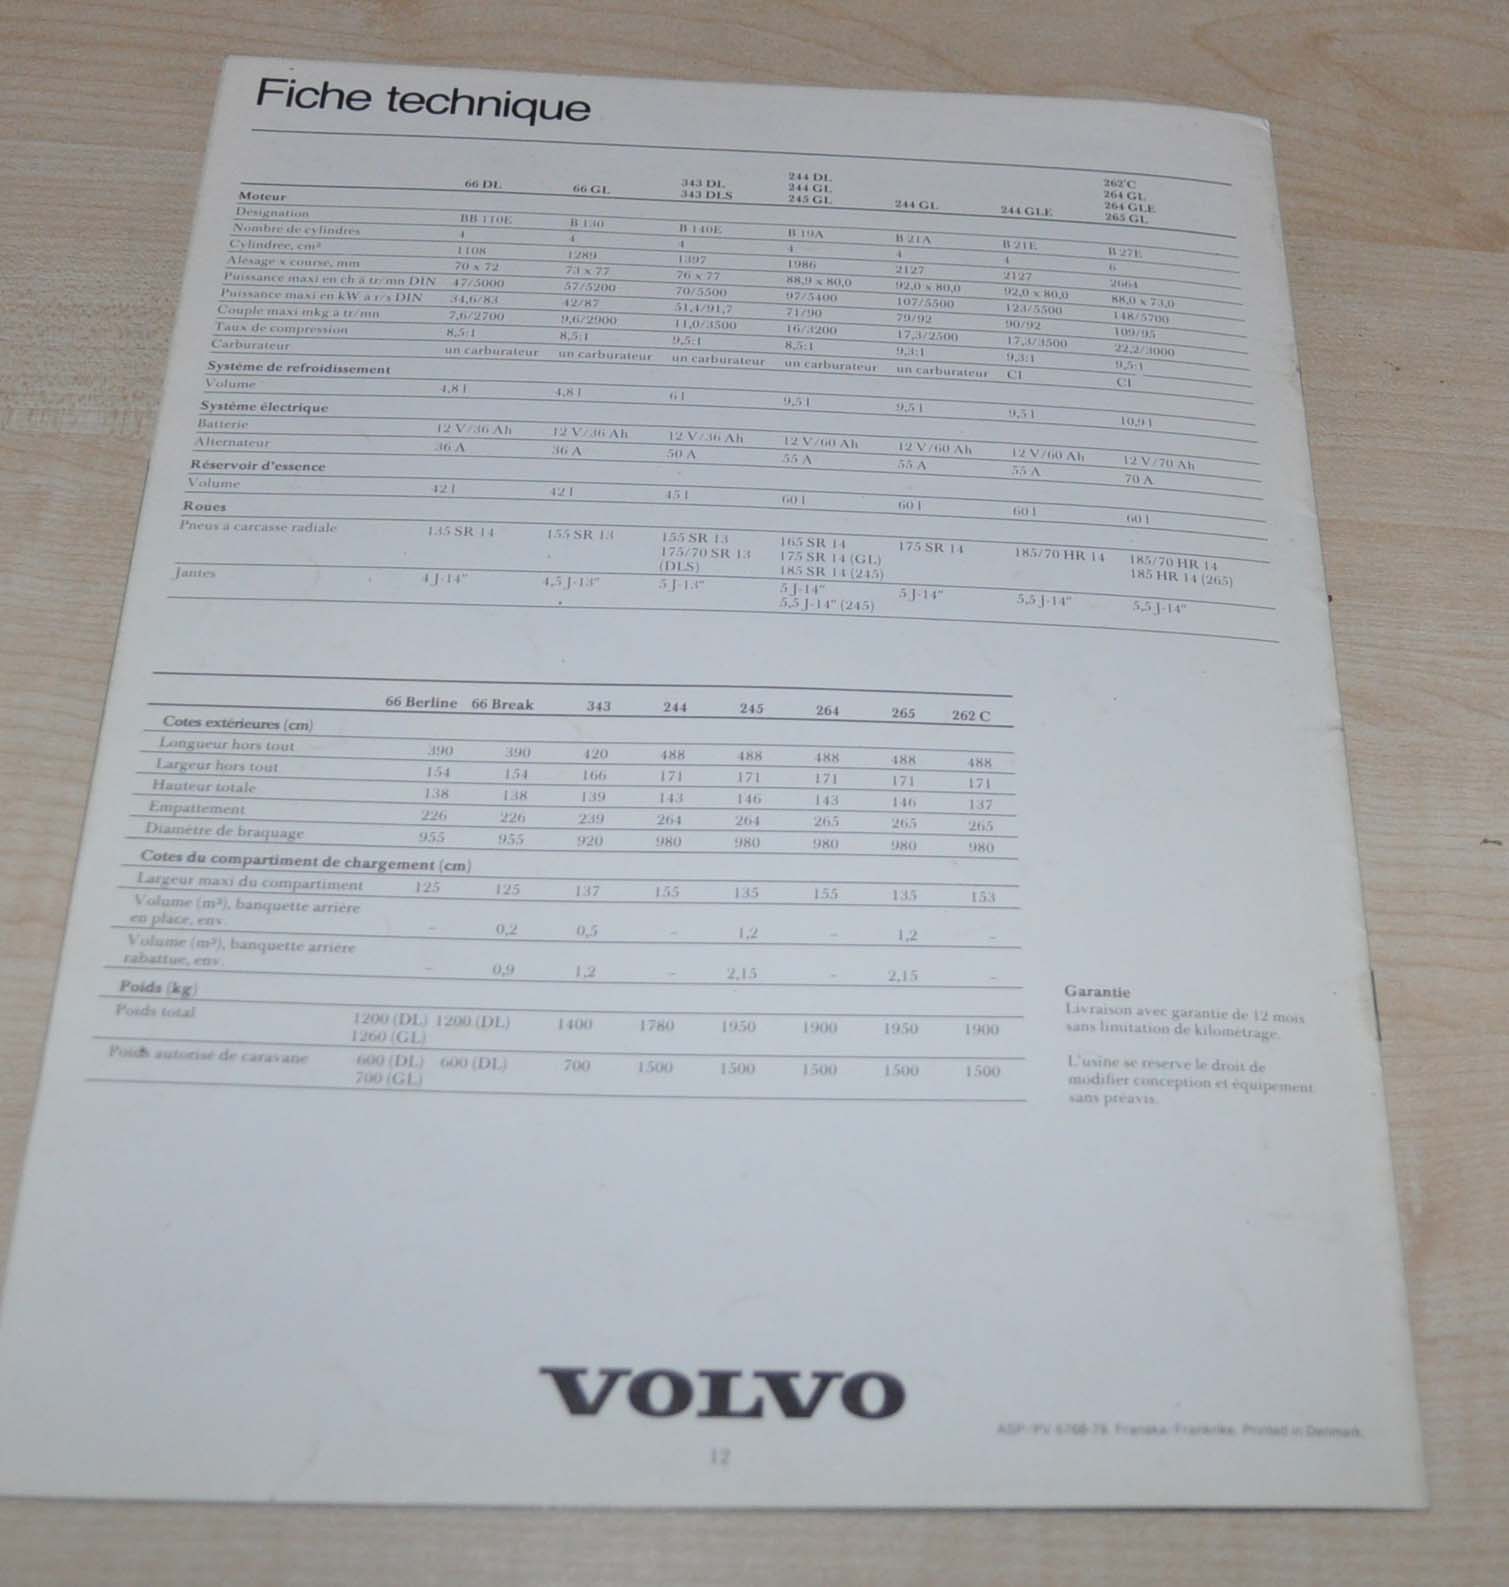 Fiche technique
66 DL 66 GL 343 DL 244 DL 244 GL 244 GLE 262 C
343 DLS 244 GL 264 GL
245 GL 264 GLE
265 GL
Moteur
Désignation BB 110E B 130 B 140E B 19A B 21A B 21E B 27E
Nombre de cylindres 4 4 4 4 4 4 6
Cylindrée, cm³ 1108 1289 1397 1986 2127 2127 2664
Alésage x course, mm 70 x 72 73 x 77 76 x 77 88,9 x 80,0 92,0 x 80,0 92,0 x 80,0 88,0 x 73,0
Puissance maxi en ch à tr/mn DIN 47/5000 57/5200 70/5500 97/5400 107/5500 123/5500 148/5700
Puissance maxi en kW à r/s DIN 34,6/83 42/87 51,4/91,7 71/90 79/92 90/92 109/95
Couple maxi mkg à tr/mn 7,6/2700 9,6/2900 11,0/3500 16/3200 17,3/2500 17,3/3500 22,2/3000
Taux de compression 8,5:1 8,5:1 9,5:1 8,5:1 9,3:1 9,3:1 9,5:1
Carburateur un carburateur un carburateur un carburateur un carburateur un carburateur CI CI
Système de refroidissement
Volume 4,8 l 4,8 l 6 l 9,5 l 9,5 l 9,5 l 10,9 l
Système électrique
Batterie 12 V/36 Ah 12 V/36 Ah 12 V/36 Ah 12 V/60 Ah 12 V/60 Ah 12 V/60 Ah 12 V/70 Ah
Alternateur 36 A 36 A 50 A 55 A 55 A 55 A 70 A
Réservoir d'essence
Volume 42 l 42 l 45 l 60 l 60 l 60 l 60 l
Roues
Pneus à carcasse radiale 135 SR 14 155 SR 13 155 SR 13 165 SR 14 175 SR 14 185/70 HR 14 185/70 HR 14
175/70 SR 13 175 SR 14 (GL) 185 HR 14 (265)
(DLS) 185 SR 14 (245)
Jantes 4 J-14" 4,5 J-13" 5 J-13" 5 J-14" 5 J-14" 5,5 J-14" 5,5 J-14"
5,5 J-14" (245)
66 Berline 66 Break 343 244 245 264 265 262 C
Cotes extérieures (cm)
Longueur hors tout 390 390 420 488 488 488 488 488
Largeur hors tout 154 154 166 171 171 171 171 171
Hauteur totale 138 138 139 143 146 143 146 137
Empattement 226 226 239 264 264 265 265 265
Diamètre de braquage 955 955 920 980 980 980 980 980
Cotes du compartiment de chargement (cm)
Largeur maxi du compartiment 125 125 137 155 135 155 135 153
Volume (m³), banquette arrière
en place, env. – 0,2 0,5 – 1,2 – 1,2 –
Volume (m³), banquette arrière
rabattue, env. – 0,9 1,2 – 2,15 – 2,15 –
Poids (kg)
Poids total 1200 (DL) 1200 (DL) 1400 1780 1950 1900 1950 1900
1260 (GL)
Poids autorisé de caravane 600 (DL) 600 (DL) 700 1500 1500 1500 1500 1500
700 (GL)
Garantie
Livraison avec garantie de 12 mois
sans limitation de kilométrage.
L'usine se reserve le droit de
modifier conception et équipement
sans préavis.
VOLVO
ASP/PV 6766-79. Franska/Frankrike. Printed in Denmark.
12